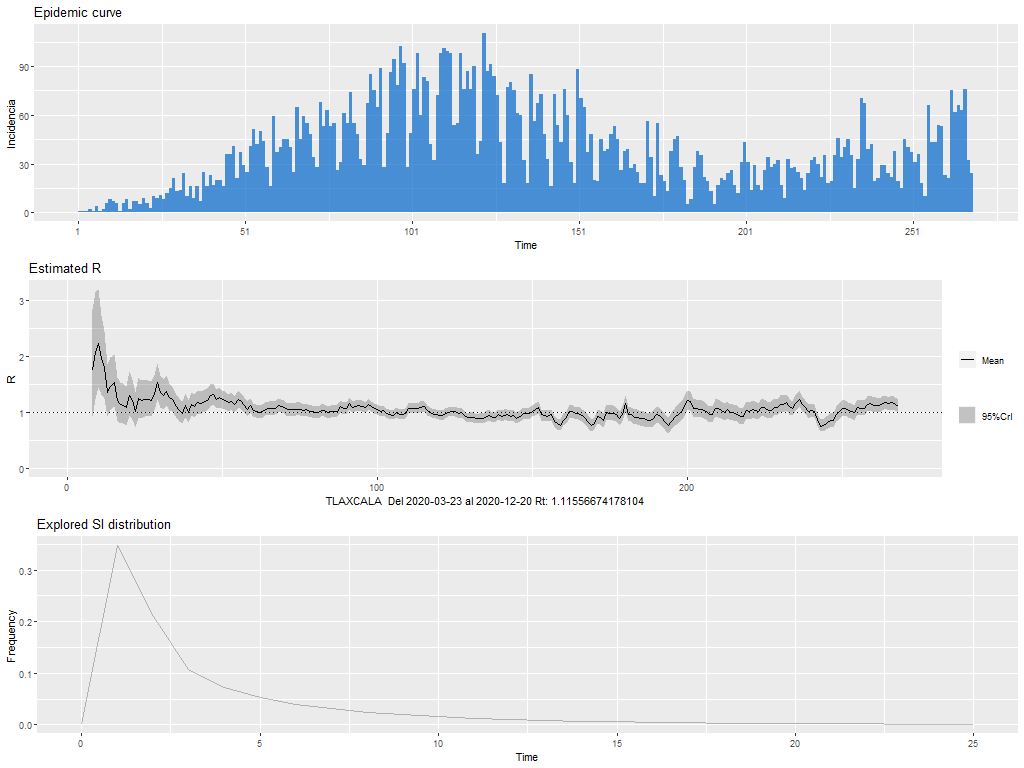 Epidemic curve
Incidencia
90
60
30
0
1
51
101
151
201
251
Time
Estimated R
R
3
2
1
0
0
100
200
Mean
95%CrI
TLAXCALA Del 2020-03-23 al 2020-12-20 Rt: 1.11556674178104
Explored SI distribution
Frequency
0.3
0.2
0.1
0.0
0
5
10
15
20
25
Time